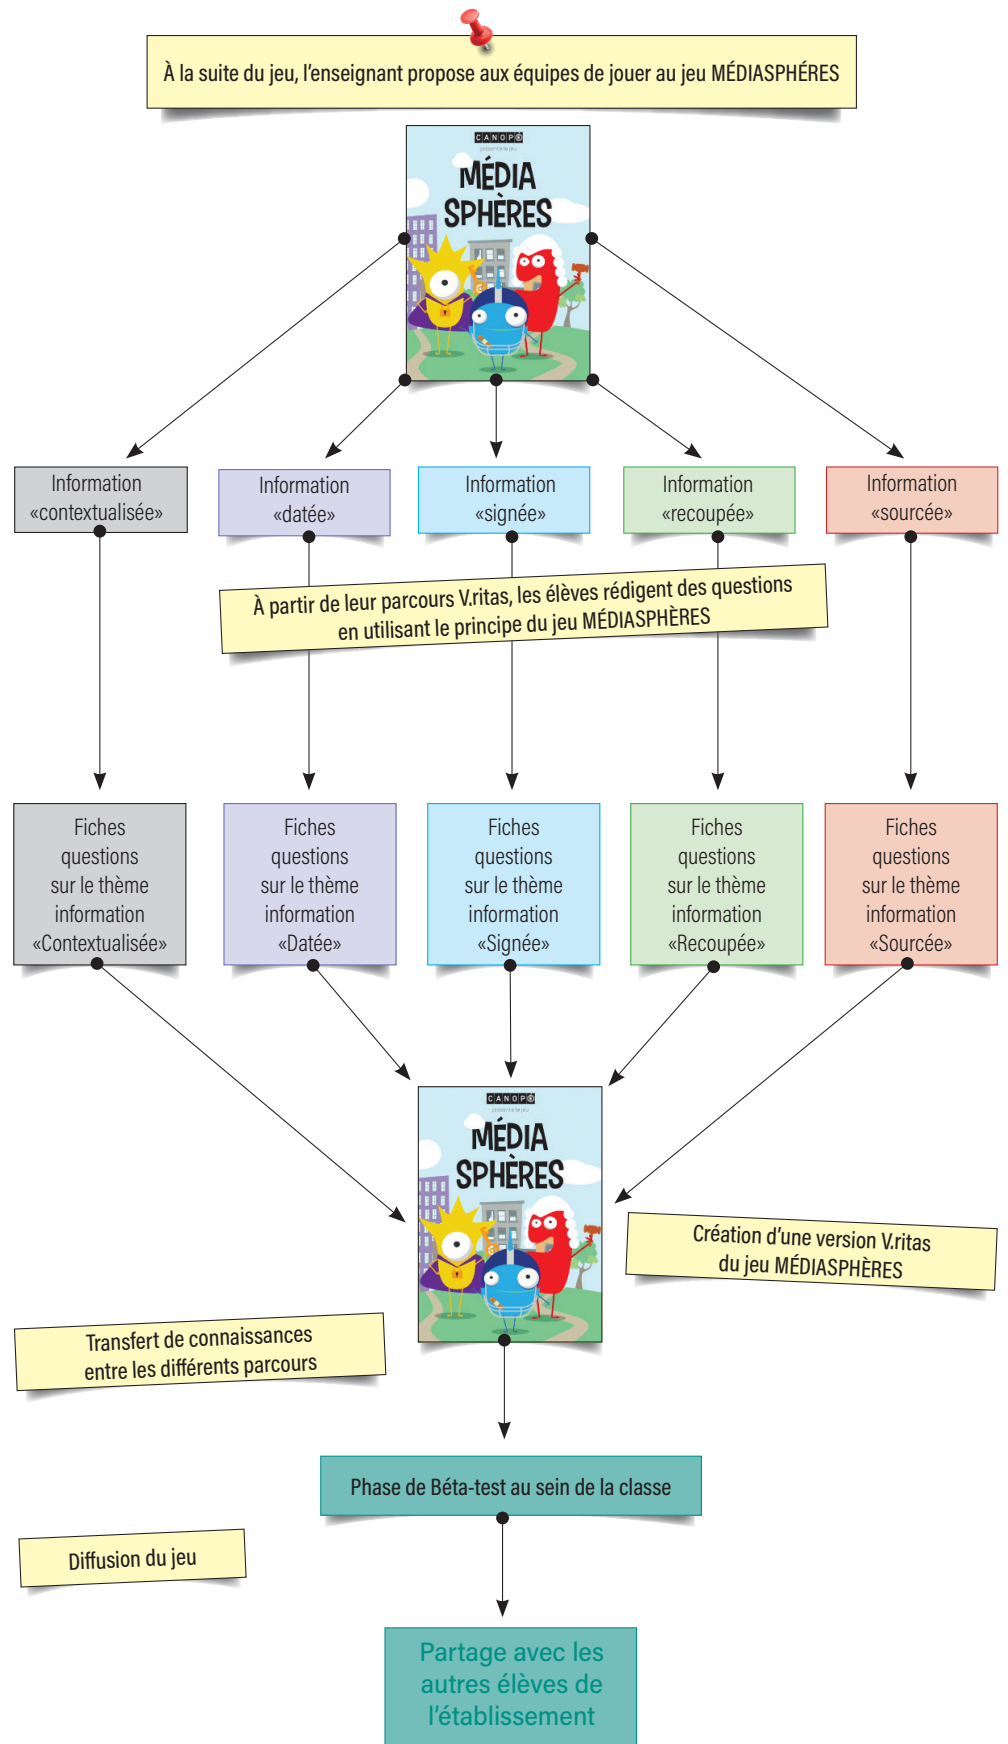 À la suite du jeu, l'enseignant propose aux équipes de jouer au jeu MÉDIASPHÉRES
CANOPÉ
présente le jeu
MÉDIA
SPHÈRES
Information
«contextualisée»
Information
«datée»
Information
«signée»
Information
«recoupée»
Information
«sourcée»
À partir de leur parcours V.ritas, les élèves rédigent des questions
en utilisant le principe du jeu MÉDIASPHÈRES
Fiches
questions
sur le thème
information
«Contextualisée»
Fiches
questions
sur le thème
information
«Datée»
Fiches
questions
sur le thème
information
«Signée»
Fiches
questions
sur le thème
information
«Recoupée»
Fiches
questions
sur le thème
information
«Sourcée»
CANOPÉ
présente le jeu
MÉDIA
SPHÈRES
Création d'une version V.ritas
du jeu MÉDIASPHÈRES
Transfert de connaissances
entre les différents parcours
Phase de Béta-test au sein de la classe
Diffusion du jeu
Partage avec les
autres élèves de
l'établissement